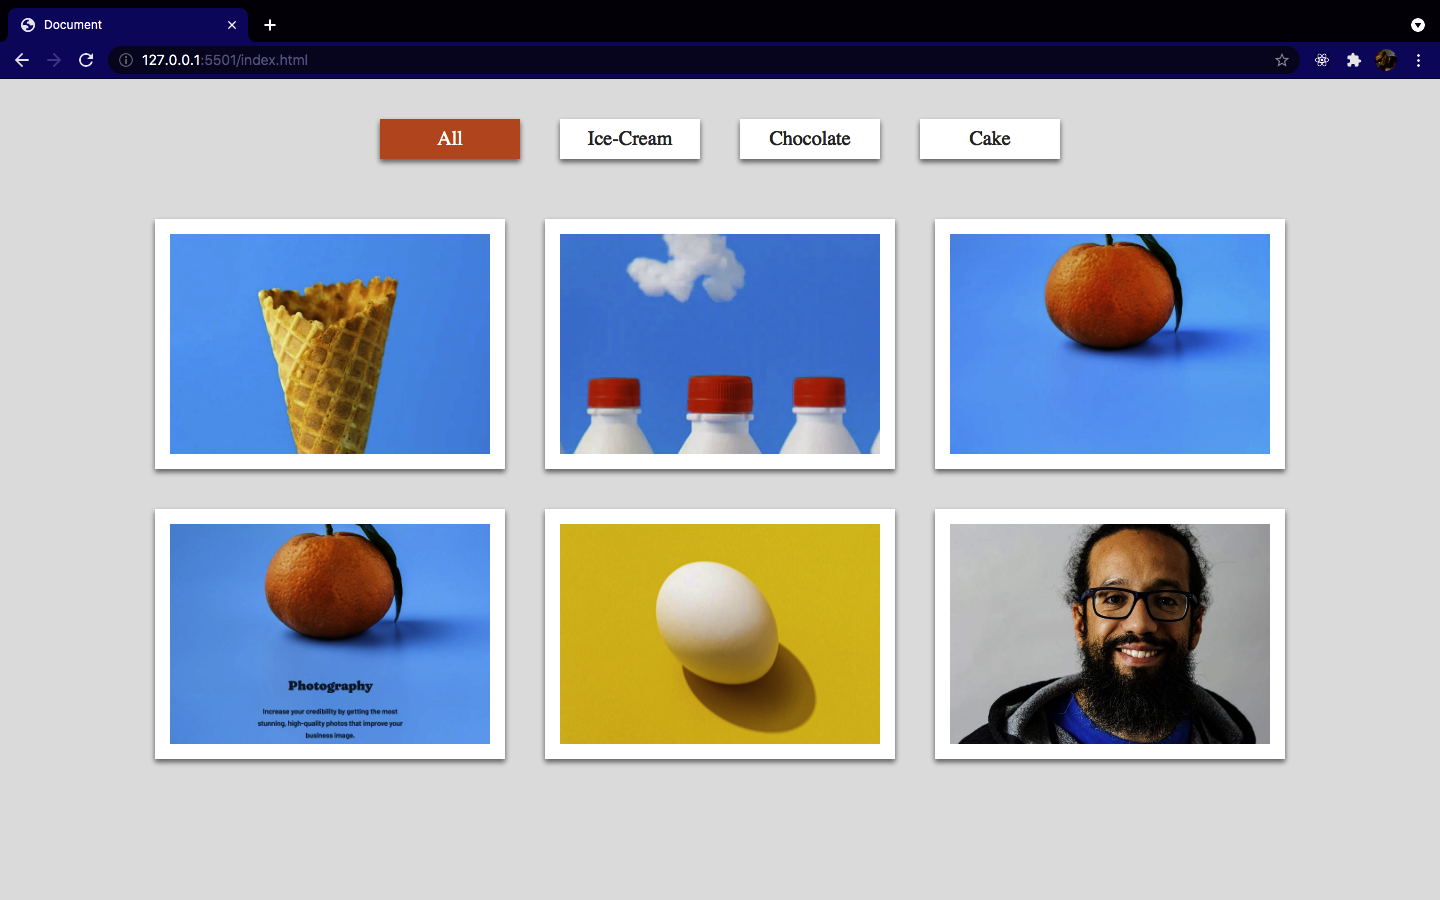 Document
127.0.0.1:5501/index.html
All
Ice-Cream
Chocolate
Cake
Photography
Increase your credibility by getting the most
stunning, high-quality photos that improve your
business image.